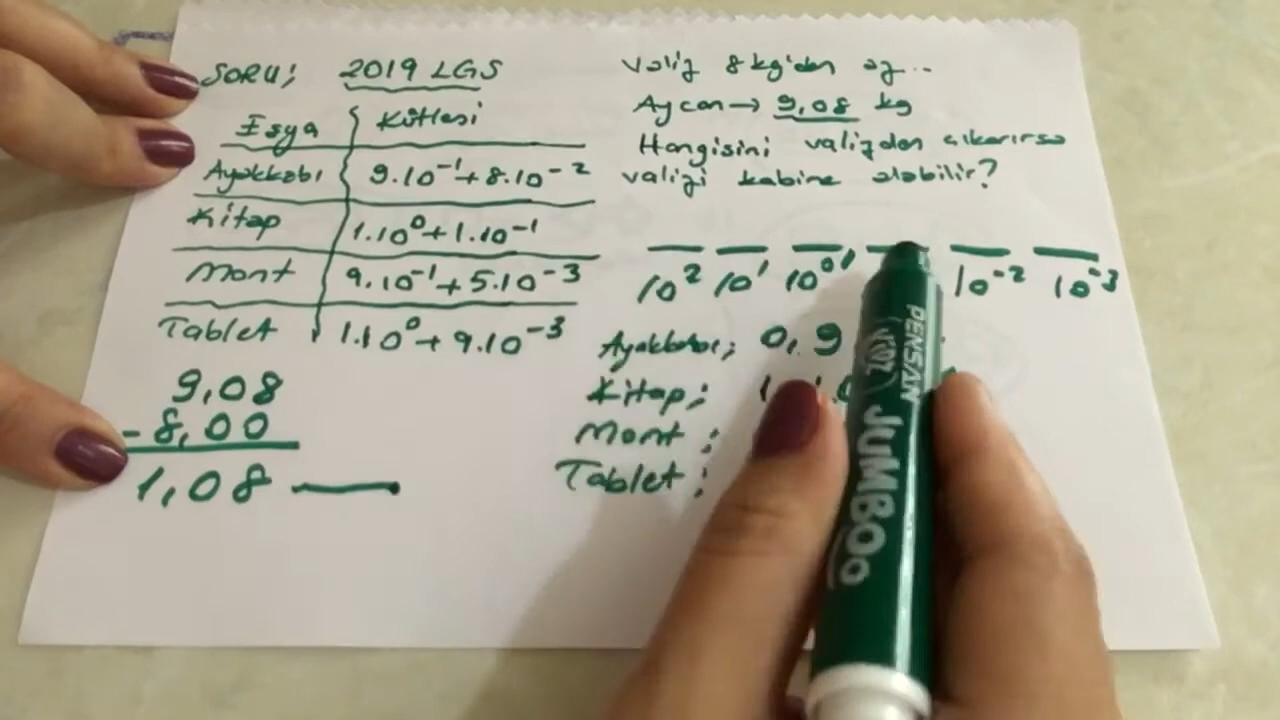 SORU; 2019 LGS
Eşya Kütlesi
Ayakkabı 9.10⁻¹+8.10⁻²
Kitap 1.10⁰+1.10⁻¹
Mont 9.10⁻¹+5.10⁻³
Tablet 1.10⁰+9.10⁻³
9,08
-8,00
1,08
Valiz 8kg'dan az..
Aycan→ 9,08 kg
Hangisini valizden çıkarırsa
valizi kabine alabilir?
10² 10¹ 10⁰, 10⁻² 10⁻³
Ayakkabı; 0,9
Kitap;
Mont;
Tablet;
PENSAN
JUMBO